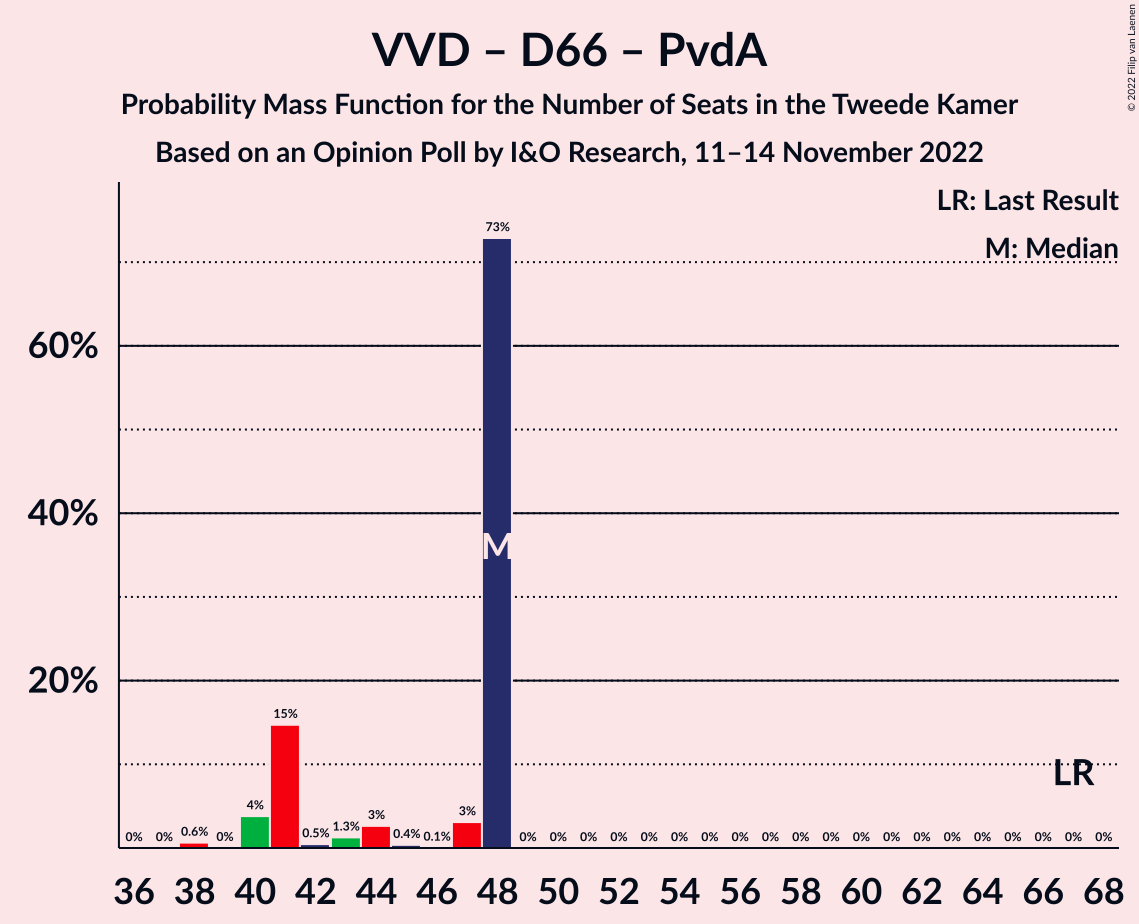 VVD – D66 – PvdA
Probability Mass Function for the Number of Seats in the Tweede Kamer
Based on an Opinion Poll by I&O Research, 11–14 November 2022
© 2022 Filip van Laenen
LR: Last Result
M: Median
60%
40%
20%
0% 0% 0.6% 0% 4% 15% 0.5% 1.3% 3% 0.4% 0.1% 3% 73% 0% 0% 0% 0% 0% 0% 0% 0% 0% 0% 0% 0% 0% 0% 0% 0% 0% 0% 0% 0%
M
LR
36 38 40 42 44 46 48 50 52 54 56 58 60 62 64 66 68